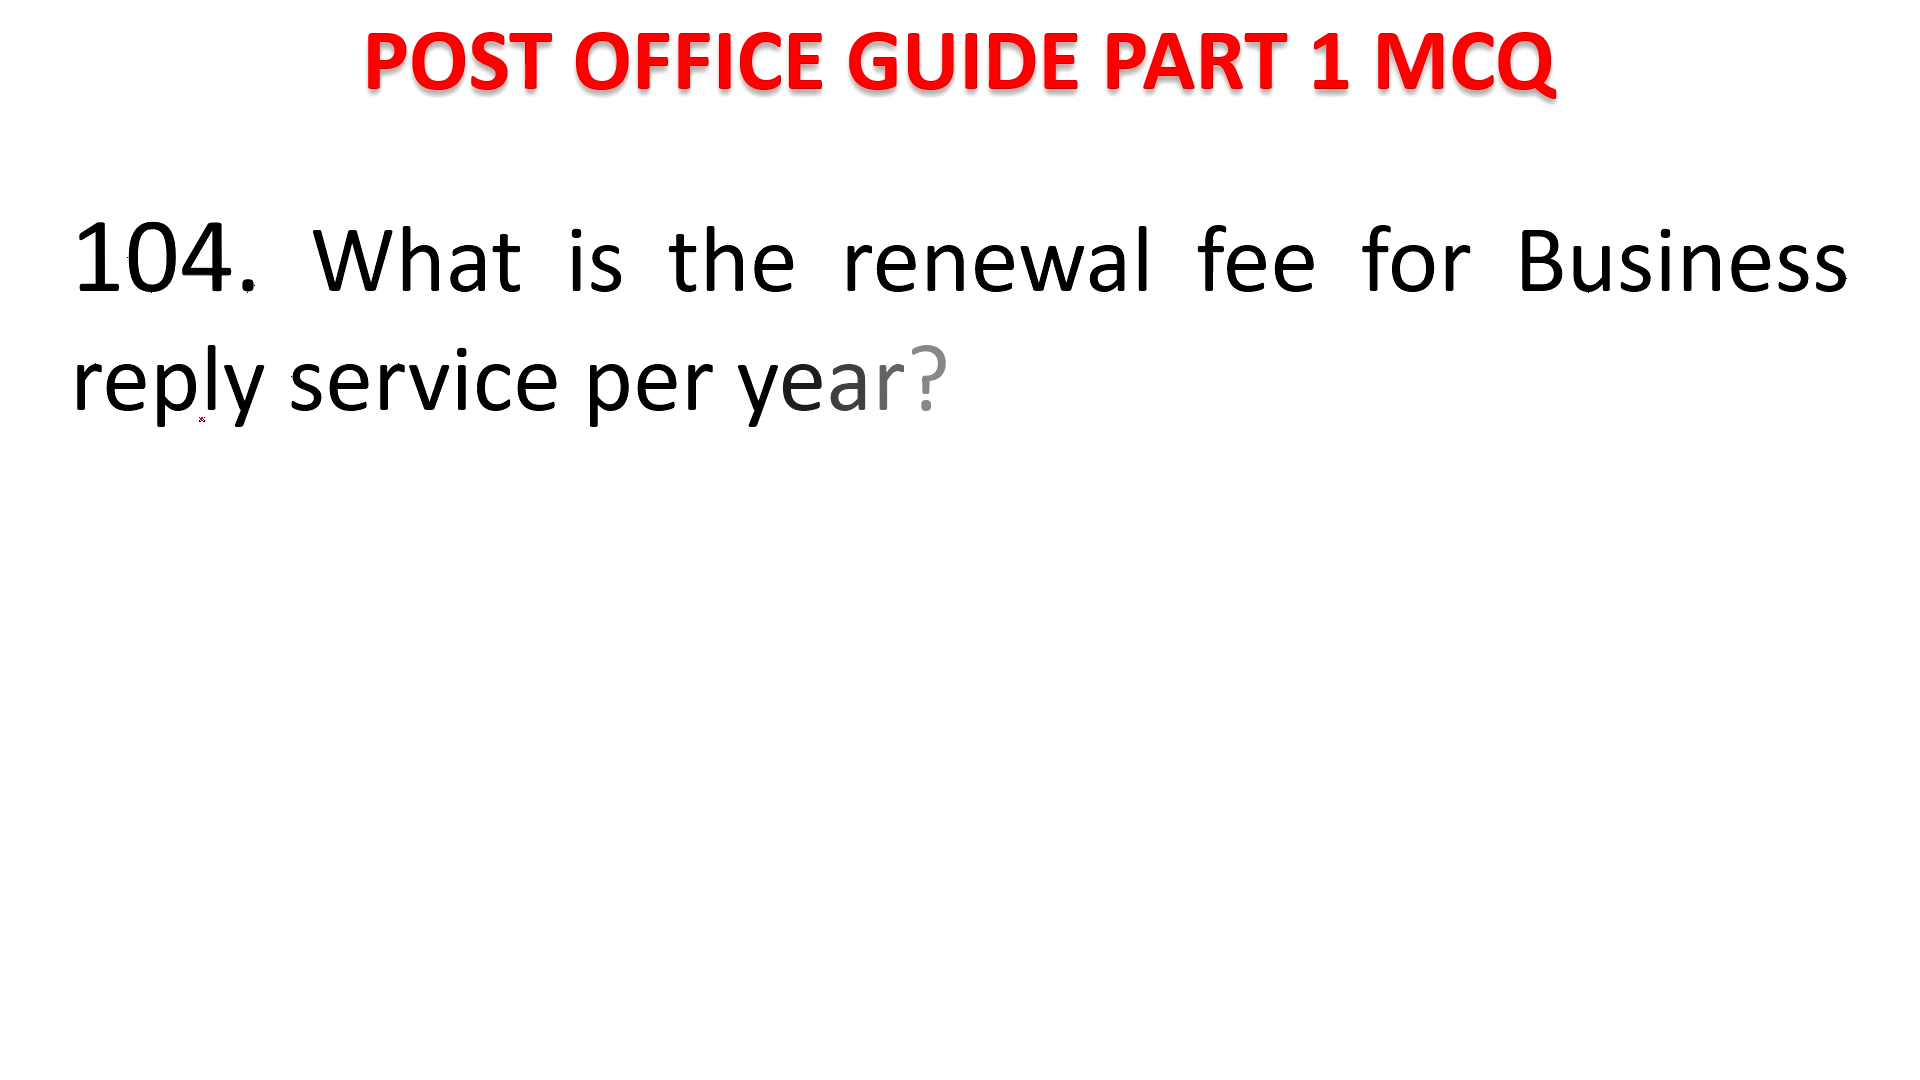 POST OFFICE GUIDE PART 1 MCQ
104. What is the renewal fee for Business
reply service per year?